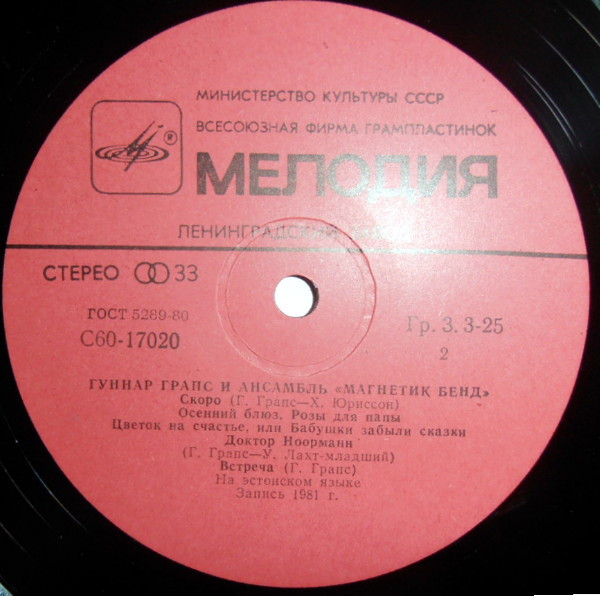 МИНИСТЕРСТВО КУЛЬТУРЫ СССР
ВСЕСОЮЗНАЯ ФИРМА ГРАМПЛАСТИНОК
®
МЕЛОДИЯ
ЛЕНИНГРАДСКИЙ
СТЕРЕО 33
ГОСТ 5289-80
С60-17020
Гр. 3. 3-25
2
ГУННАР ГРАПС И АНСАМБЛЬ «МАГНЕТИК БЕНД»
Скоро (Г. Грапс—Х. Юриссон)
Осенний блюз, Розы для папы
Цветок на счастье, или Бабушки забыли сказки
Доктор Ноорманн
(Г. Грапс—У. Лахт-младший)
Встреча (Г. Грапс)
На эстонском языке
Запись 1981 г.